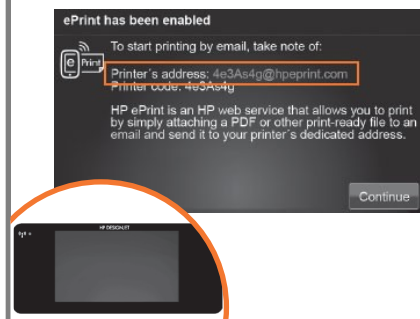 ePrint has been enabled
To start printing by email, take note of:
e Print
Printer's address: 4e3As4g@hpeprint.com
Printer code: 4e3As4g
HP ePrint is an HP web service that allows you to print
by simply attaching a PDF or other print-ready file to an
email and send it to your printer's dedicated address.
Continue
HP DESIGNJET